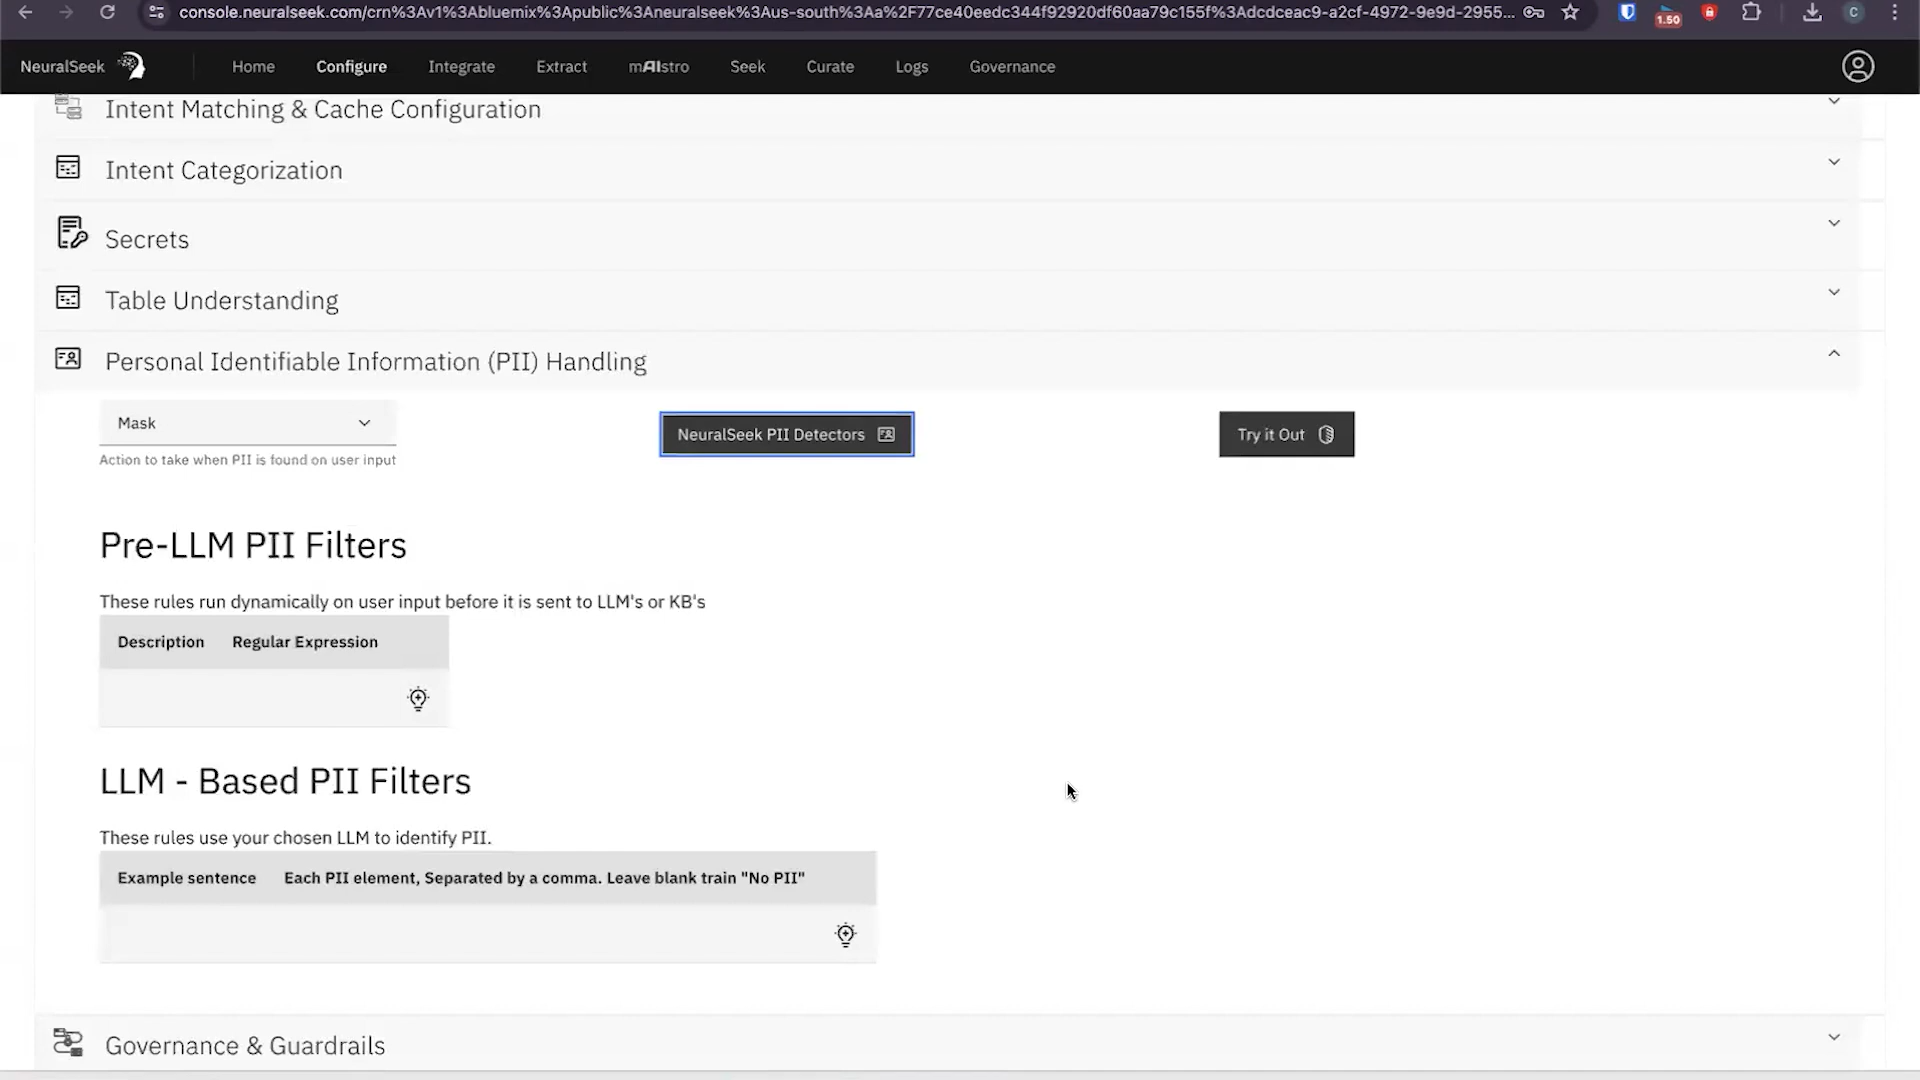 console.neuralseek.com/crn%3Av1%3Abluemix%3Apublic%3Aneuralseek%3Aus-south%3Aa%2F77ce40eedc344f92920df60aa79c155f%3Adcdceac9-a2cf-4972-9e9d-2955...
1.50
C
NeuralSeek
Home
Configure
Integrate
Extract
mAIstro
Seek
Curate
Logs
Governance
Intent Matching & Cache Configuration
Intent Categorization
Secrets
Table Understanding
Personal Identifiable Information (PII) Handling
Mask
NeuralSeek PII Detectors
Try it Out
Action to take when PII is found on user input
Pre-LLM PII Filters
These rules run dynamically on user input before it is sent to LLM's or KB's
Description Regular Expression
LLM - Based PII Filters
These rules use your chosen LLM to identify PII.
Example sentence Each PII element, Separated by a comma. Leave blank train "No PII"
Governance & Guardrails